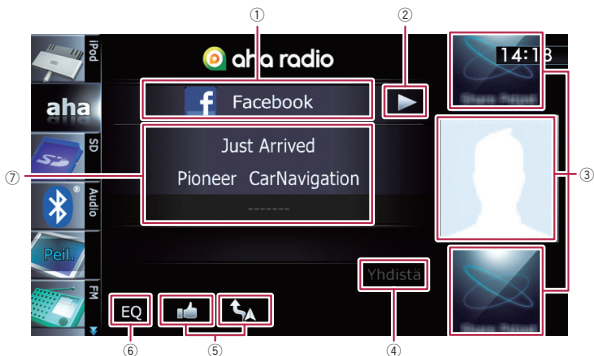 ① ②
aha radio
14:18
iPod
f Facebook
aha
SD
⑦
Just Arrived
Pioneer CarNavigation
-------
③
Audio
Peil.
Yhdistä
FM
EQ
⑥ ⑤ ④